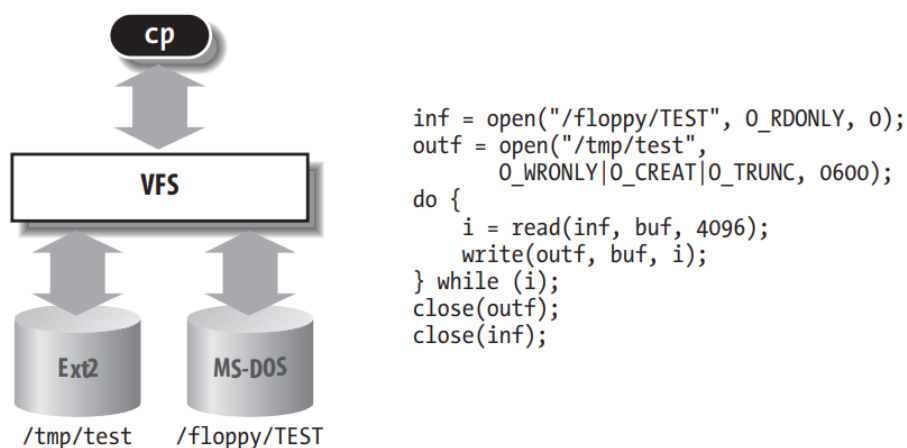 cp
VFS
Ext2
MS-DOS
/tmp/test
/floppy/TEST
inf = open("/floppy/TEST", O_RDONLY, 0);
outf = open("/tmp/test",
        O_WRONLY|O_CREAT|O_TRUNC, 0600);
do {
    i = read(inf, buf, 4096);
    write(outf, buf, i);
} while (i);
close(outf);
close(inf);